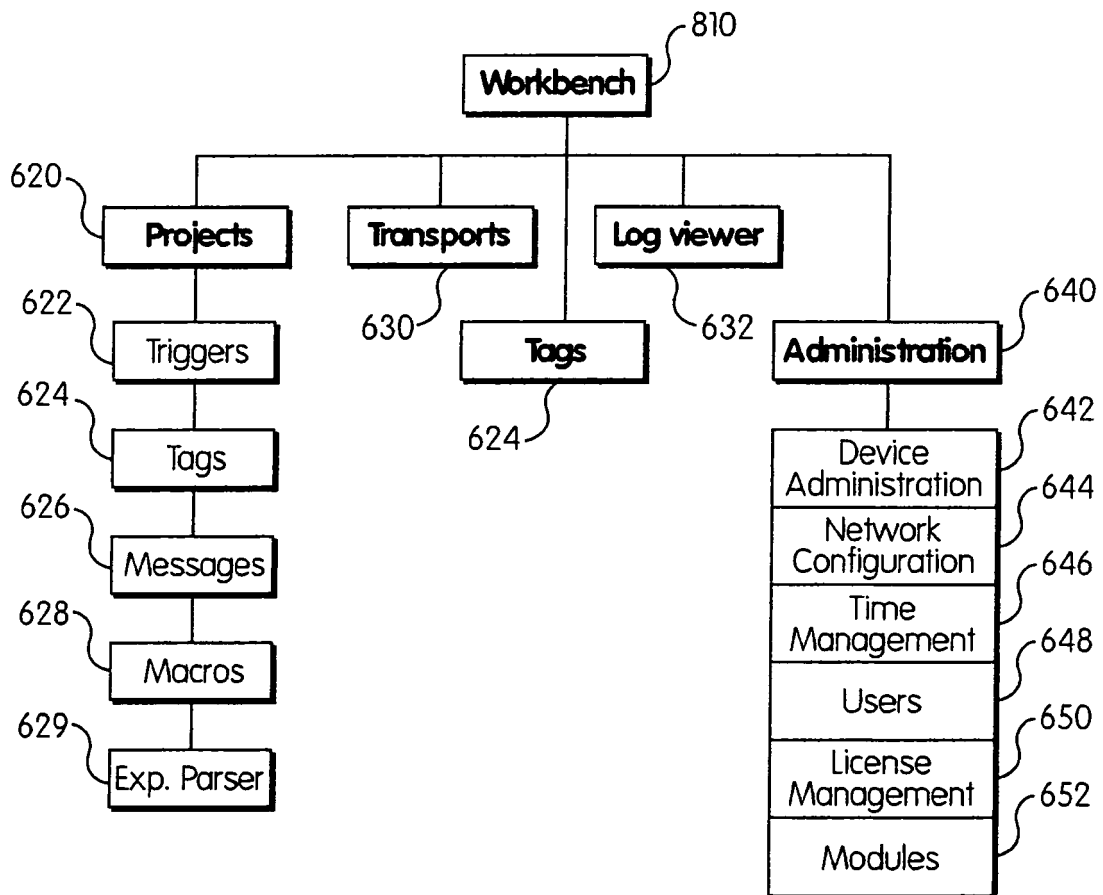 810
Workbench
620
Projects
Transports
Log viewer
622
630
632
640
Triggers
Tags
Administration
624
624
642
Tags
Device
Administration
644
626
Network
Configuration
646
Messages
Time
Management
648
628
Macros
Users
650
629
License
Management
652
Exp. Parser
Modules